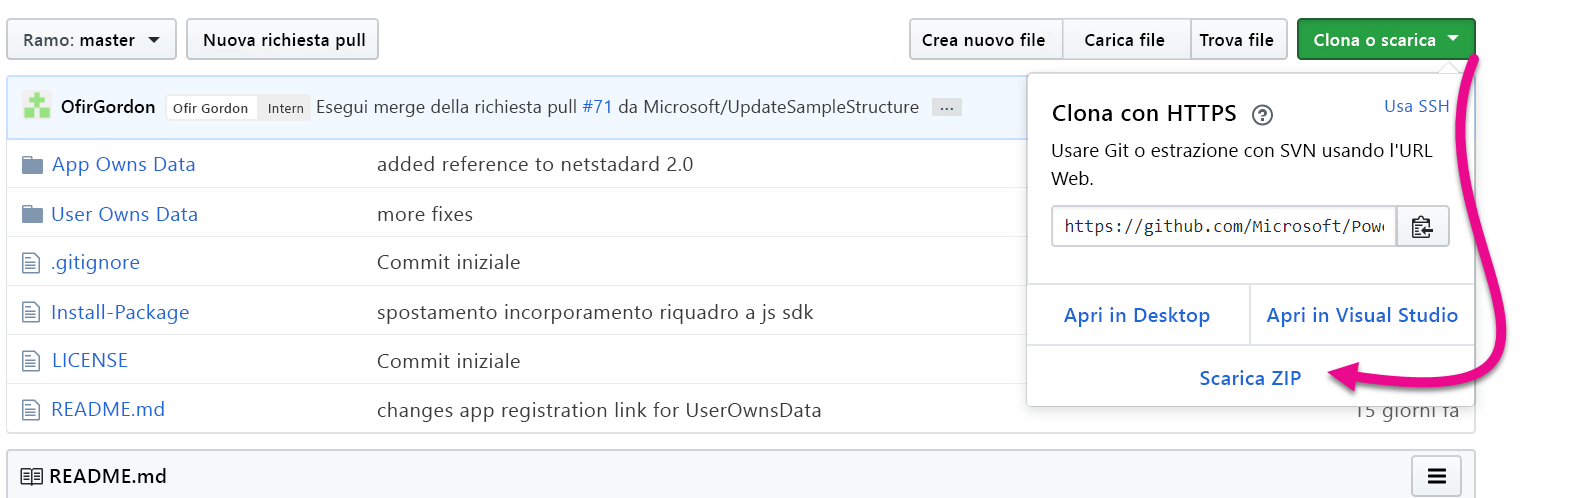 Ramo: master
Nuova richiesta pull
Crea nuovo file
Carica file
Trova file
Clona o scarica
OfirGordon Ofir Gordon Intern Esegui merge della richiesta pull #71 da Microsoft/UpdateSampleStructure ...
App Owns Data added reference to netstadard 2.0
User Owns Data more fixes
.gitignore Commit iniziale
Install-Package spostamento incorporamento riquadro a js sdk
LICENSE Commit iniziale
README.md changes app registration link for UserOwnsData 15 giorni fa
Clona con HTTPS ? Usa SSH
Usare Git o estrazione con SVN usando l'URL
Web.
https://github.com/Microsoft/Powe
Apri in Desktop
Apri in Visual Studio
Scarica ZIP
README.md